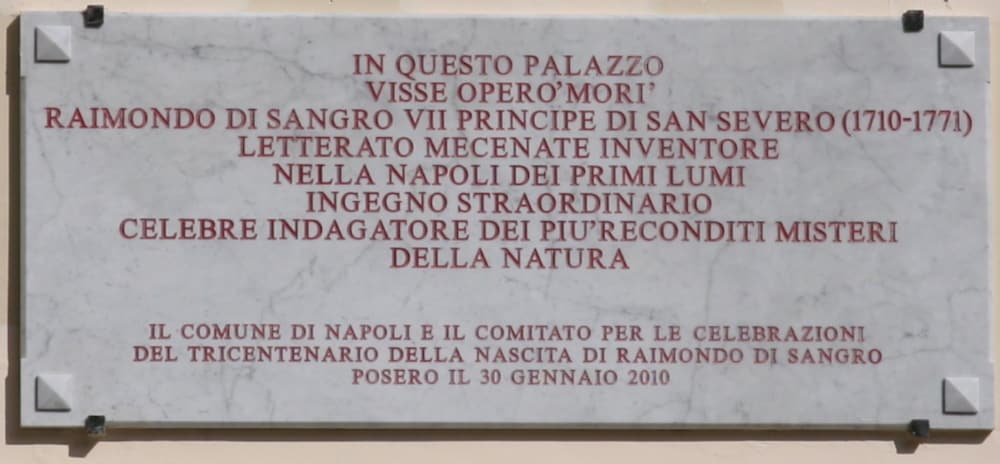 IN QUESTO PALAZZO
VISSE OPERO' MORI'
RAIMONDO DI SANGRO VII PRINCIPE DI SAN SEVERO (1710-1771)
LETTERATO MECENATE INVENTORE
NELLA NAPOLI DEI PRIMI LUMI
INGEGNO STRAORDINARIO
CELEBRE INDAGATORE DEI PIU' RECONDITI MISTERI
DELLA NATURA
IL COMUNE DI NAPOLI E IL COMITATO PER LE CELEBRAZIONI
DEL TRICENTENARIO DELLA NASCITA DI RAIMONDO DI SANGRO
POSERO IL 30 GENNAIO 2010